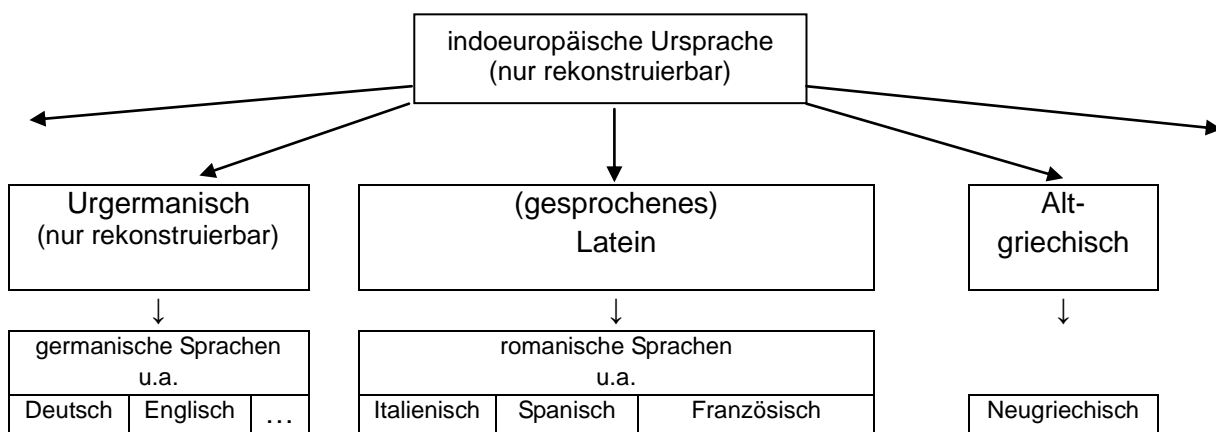 indoeuropäische Ursprache
(nur rekonstruierbar)
Urgermanisch
(nur rekonstruierbar)
(gesprochenes)
Latein
Alt-
griechisch
↓
↓
↓
germanische Sprachen
u.a.
Deutsch
Englisch
…
romanische Sprachen
u.a.
Italienisch
Spanisch
Französisch
Neugriechisch